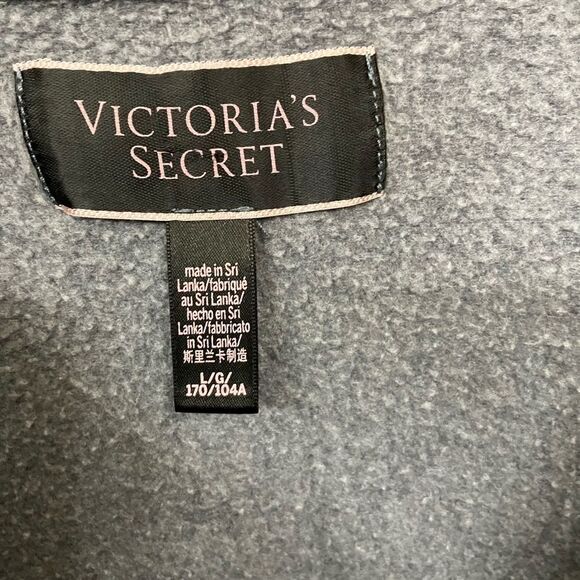 VICTORIA'S
SECRET
made in Sri
Lanka/fabriqué
au Sri Lanka/
hecho en Sri
Lanka/fabbricato
in Sri Lanka/
斯里兰卡制造
L/G/
170/104A